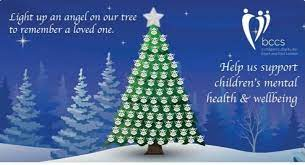 Light up an angel on our tree
to remember a loved one.
bccs
Help us support
children's mental
health & wellbeing